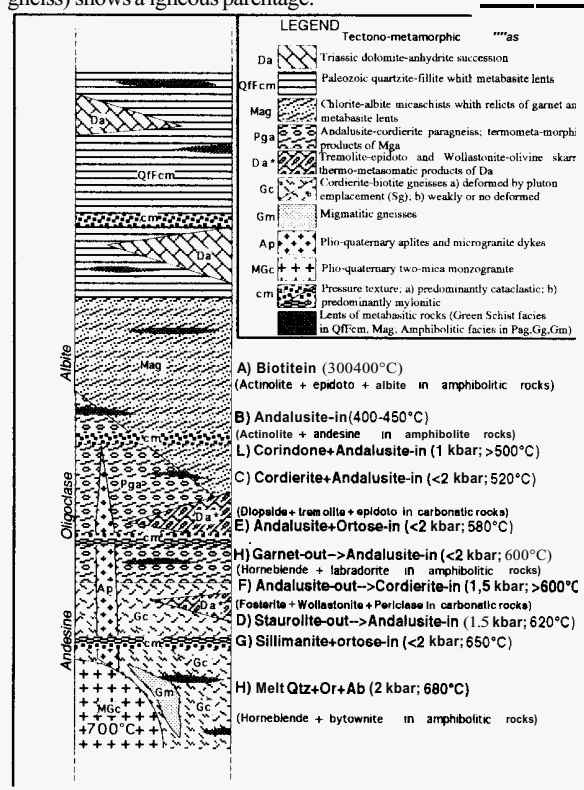 gneiss) shows a igneous parentage.
LEGEND
Tectono-metamorphic """as
Da Triassic dolomite-anhydrite succession
QfFcm Paleozoic quartzite-fillite whith metabasite lents
Mag Chlorite-albite micaschists whith relicts of garnet an
metabasite lents
Pga Andalusite-cordierite paragneiss; termometa-morphi
products of Mga
Da* Tremolite-epidoto and Wollastonite-olivine skarr
thermo-metasomatic products of Da
Gc Cordierite-biotite gneisses a) deformed by pluton
emplacement (Sg); b) weakly or no deformed
Gm Migmatitic gneisses
Ap Plio-quaternary aplites and microgranite dykes
MGc Plio-quaternary two-mica monzogranite
cm Pressure texture; a) predominantly cataclastic; b)
predominantly mylonitic
Lents of metabasitic rocks (Green Schist facies
in QfFcm, Mag; Amphibolitic facies in Pag,Gg,Gm)
Da
QfFcm
cm
Da
Albite
Mag
cm
Oligoclase
Pga
Da
cm
Ap
Da
Gc
Andesine
cm
Gc
Gm
MGc
Gc
+700°C+
A) Biotitein (300400°C)
(Actinolite + epidoto + albite in amphibolitic rocks)
B) Andalusite-in(400-450°C)
(Actinolite + andesine in amphibolite rocks)
L) Corindone+Andalusite-in (1 kbar; >500°C)
C) Cordierite+Andalusite-in (<2 kbar; 520°C)
(Diopside+ tremolite + epidoto in carbonatic rocks)
E) Andalusite+Ortose-in (<2 kbar; 580°C)
H) Garnet-out-->Andalusite-in (<2 kbar; 600°C)
(Horneblende + labradorite in amphibolitic rocks)
F) Andalusite-out-->Cordierite-in (1,5 kbar; >600°C
(Fosterite + Wollastonite + Periclase in carbonatic rocks)
D) Staurolite-out-->Andalusite-in (1.5 kbar; 620°C)
G) Sillimanite+ortose-in (<2 kbar; 650°C)
H) Melt Qtz+Or+Ab (2 kbar; 680°C)
(Horneblende + bytownite in amphibolitic rocks)